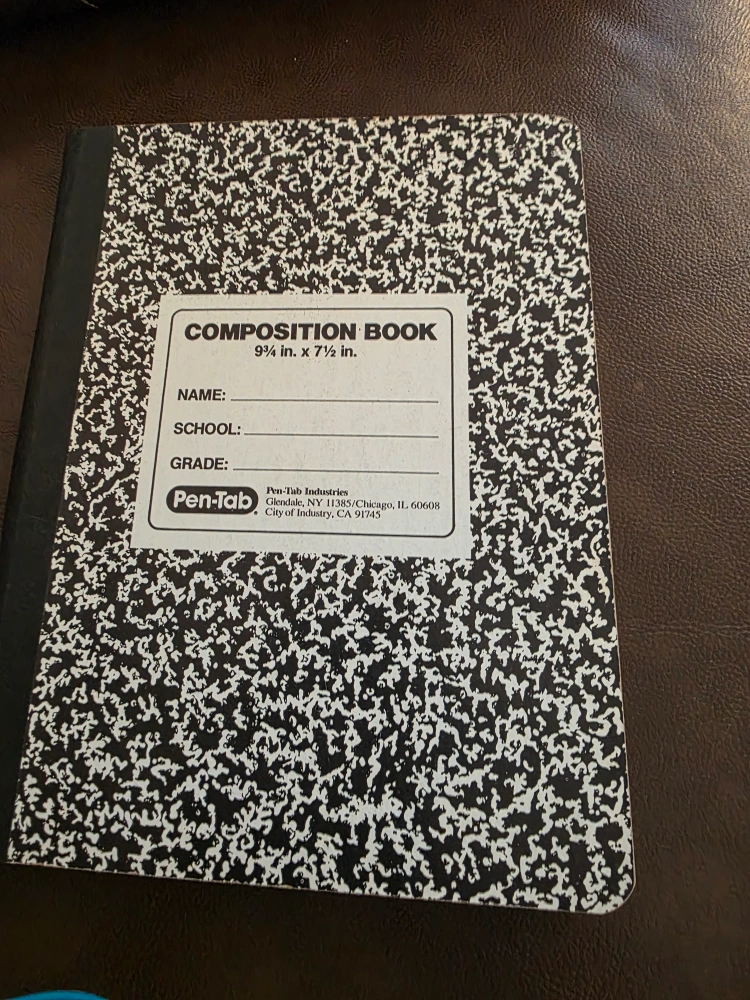 COMPOSITION BOOK
9¾ in. x 7½ in.
NAME:
SCHOOL:
GRADE:
Pen-Tab
Pen-Tab Industries
Glendale, NY 11385/Chicago, IL 60608
City of Industry, CA 91745